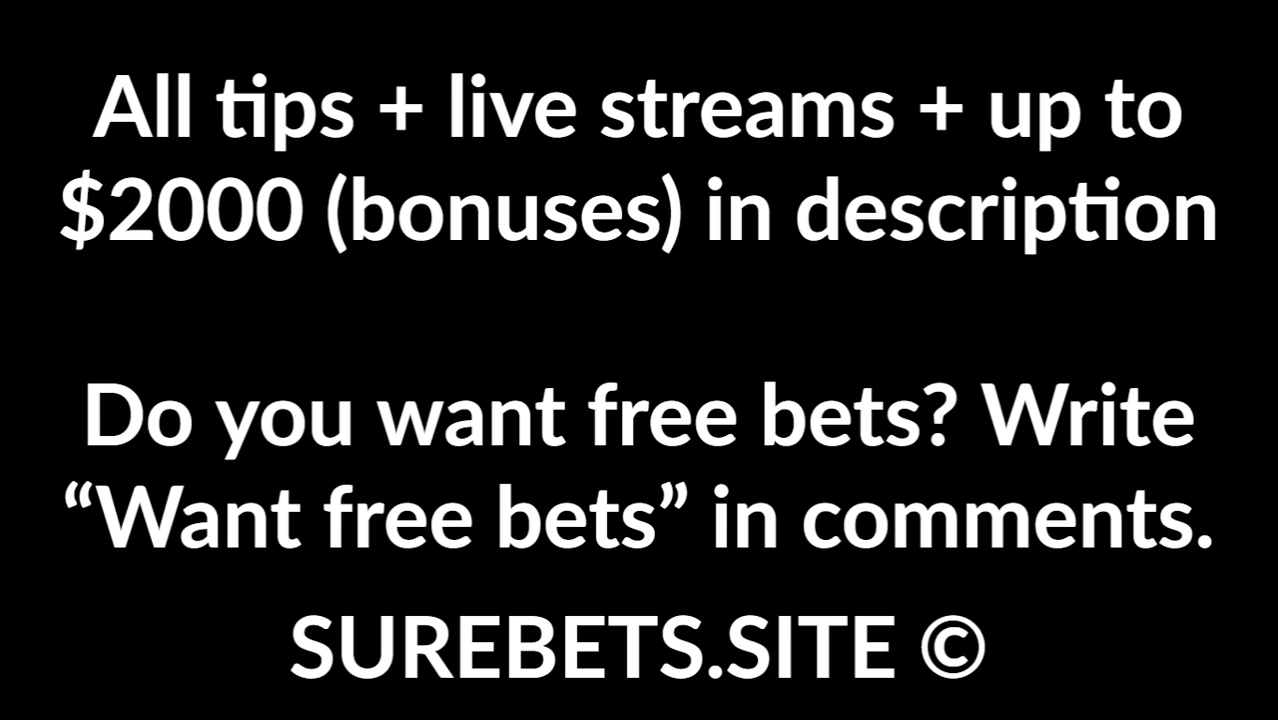 All tips + live streams + up to
$2000 (bonuses) in description
Do you want free bets? Write
“Want free bets” in comments.
SUREBETS.SITE ©